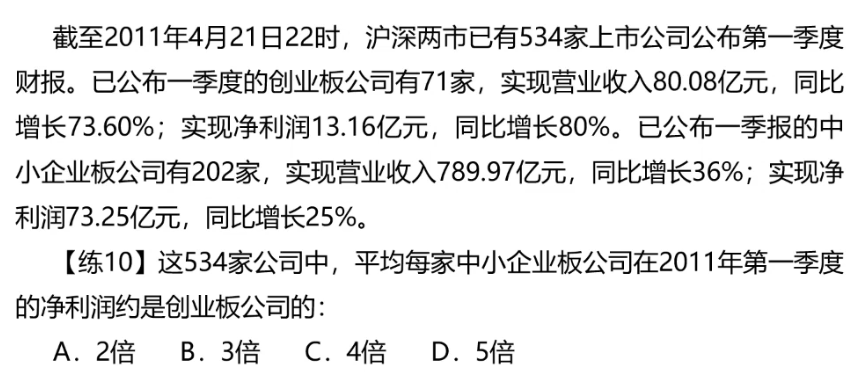 截至2011年4月21日22时，沪深两市已有534家上市公司公布第一季度
财报。已公布一季度的创业板公司有71家，实现营业收入80.08亿元，同比
增长73.60%；实现净利润13.16亿元，同比增长80%。已公布一季报的中
小企业板公司有202家，实现营业收入789.97亿元，同比增长36%；实现净
利润73.25亿元，同比增长25%。
【练10】这534家公司中，平均每家中小企业板公司在2011年第一季度
的净利润约是创业板公司的：
A．2倍 B．3倍 C．4倍 D．5倍